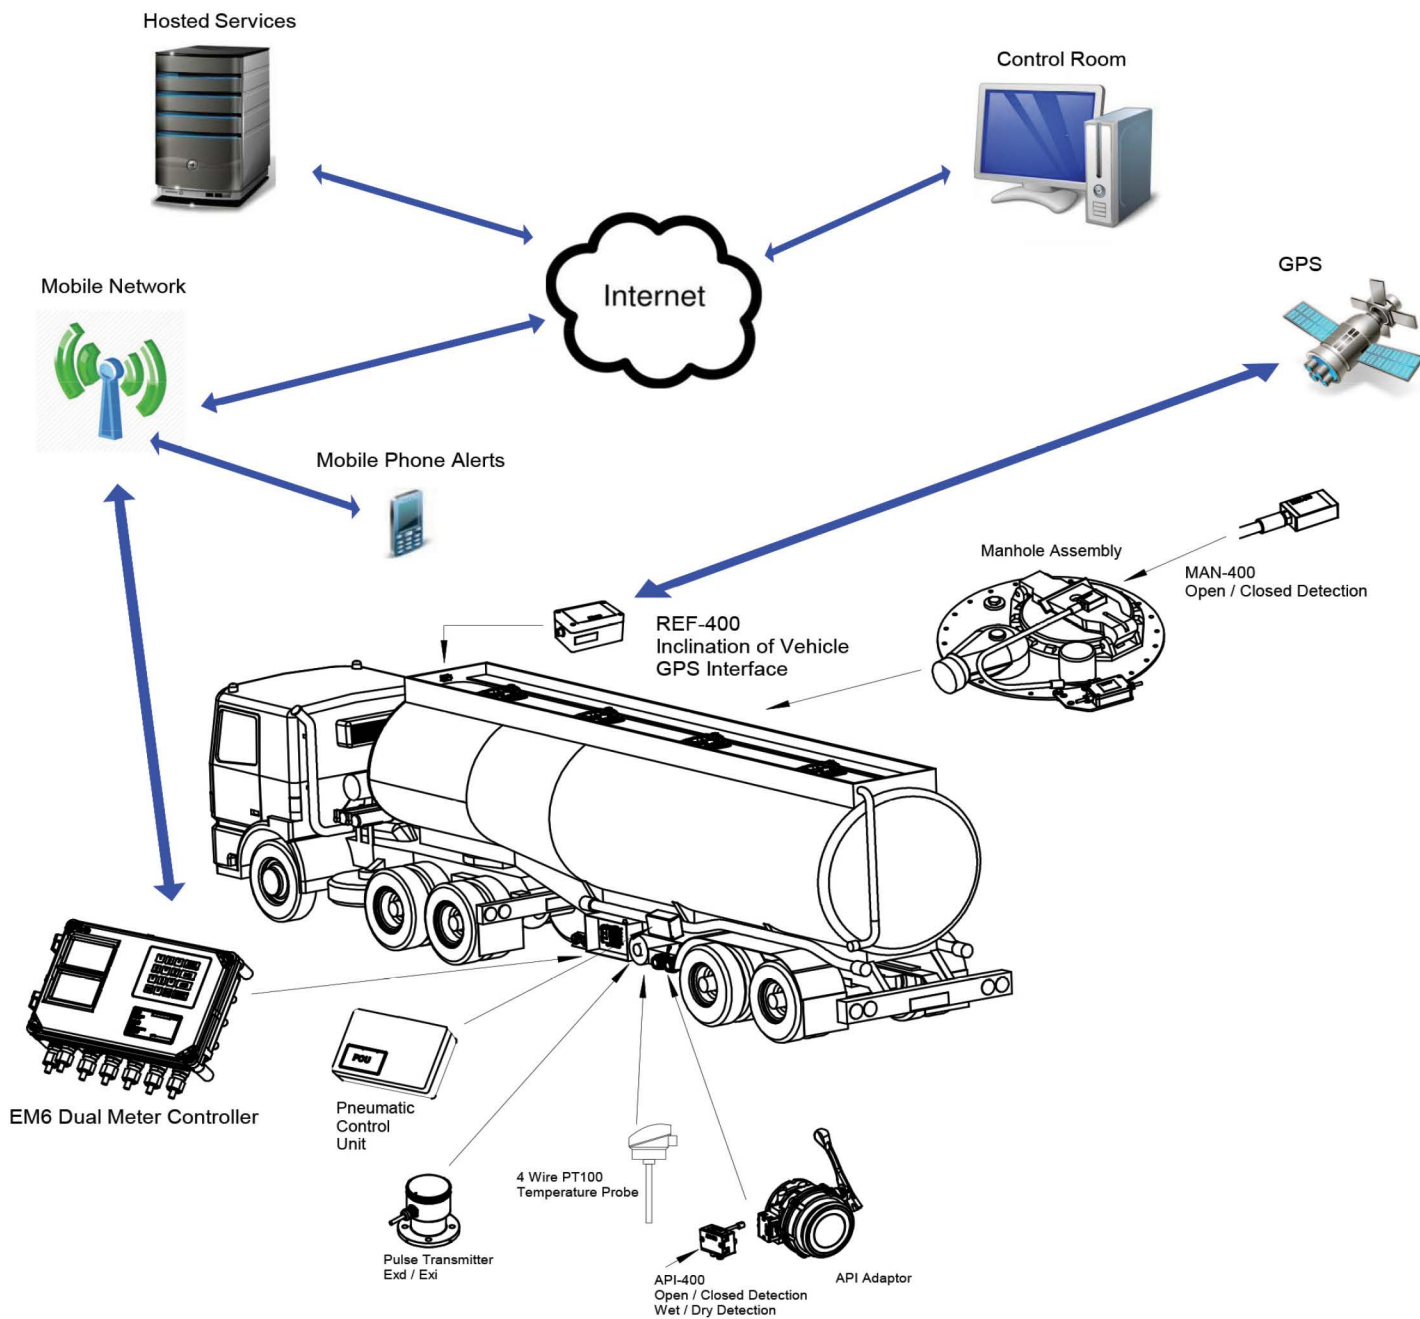 Hosted Services
Control Room
GPS
Mobile Network
Internet
Mobile Phone Alerts
Manhole Assembly
MAN-400
Open / Closed Detection
REF-400
Inclination of Vehicle
GPS Interface
EM6 Dual Meter Controller
PCU
Pneumatic
Control
Unit
4 Wire PT100
Temperature Probe
Pulse Transmitter
Exd / Exi
API-400
Open / Closed Detection
Wet / Dry Detection
API Adaptor